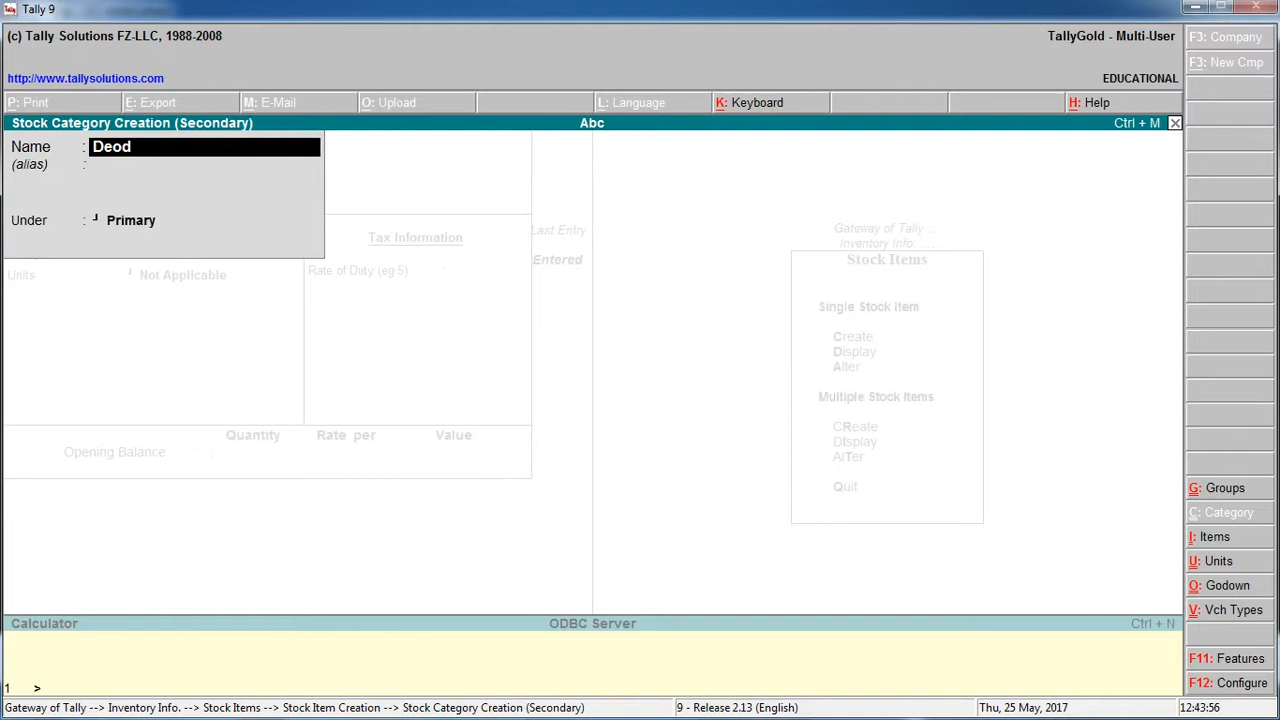 Tally 9
(c) Tally Solutions FZ-LLC, 1988-2008
TallyGold - Multi-User
http://www.tallysolutions.com
EDUCATIONAL
P: Print
E: Export
M: E-Mail
O: Upload
L: Language
K: Keyboard
H: Help
F3: Company
F3: New Cmp
Stock Category Creation (Secondary)
Abc
Ctrl + M
Name : Deod
(alias) :
Under : Primary
Tax Information
Last Entry
Entered
Units Not Applicable
Rate of Duty (eg 5)
Quantity Rate per Value
Opening Balance :
Gateway of Tally ...
Inventory Info. .....
Stock Items
Single Stock Item
Create
Display
Alter
Multiple Stock Items
CReate
DIsplay
AlTer
Quit
G: Groups
C: Category
I: Items
U: Units
O: Godown
V: Vch Types
F11: Features
F12: Configure
Calculator
ODBC Server
Ctrl + N
1 >
Gateway of Tally --> Inventory Info. --> Stock Items --> Stock Item Creation --> Stock Category Creation (Secondary)
9 - Release 2.13 (English)
Thu, 25 May, 2017
12:43:56